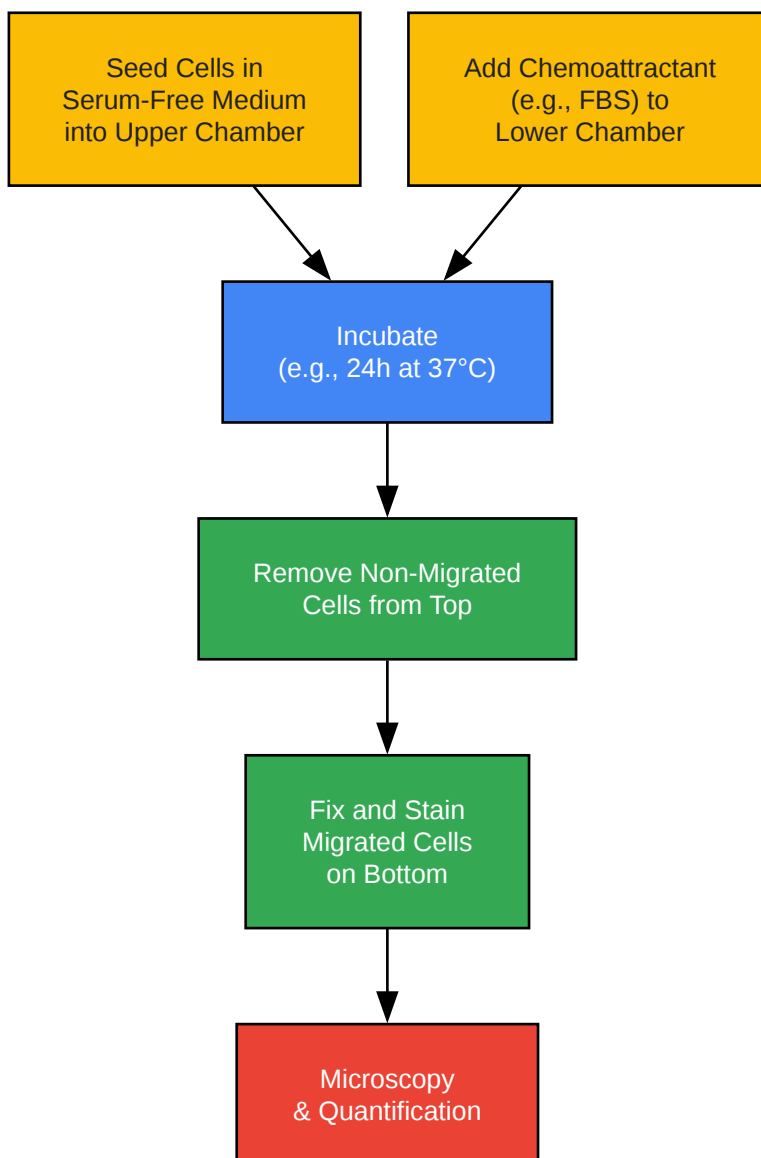 Seed Cells in
Serum-Free Medium
into Upper Chamber
Add Chemoattractant
(e.g., FBS) to
Lower Chamber
Incubate
(e.g., 24h at 37°C)
Remove Non-Migrated
Cells from Top
Fix and Stain
Migrated Cells
on Bottom
Microscopy
& Quantification